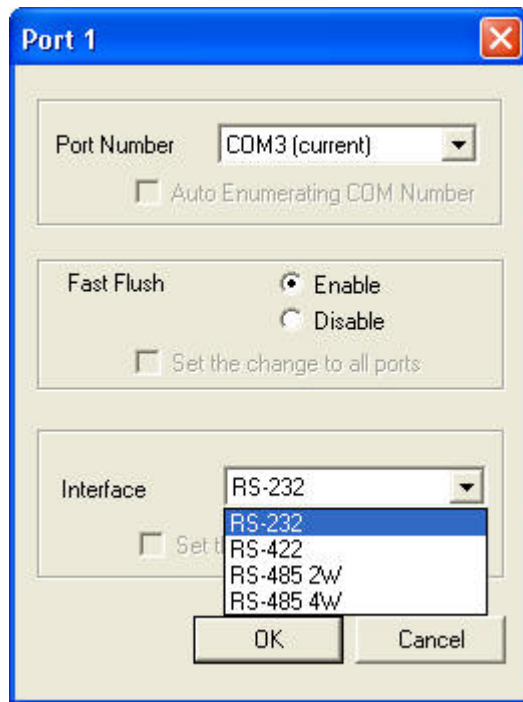 Port 1
Port Number COM3 (current)
Auto Enumerating COM Number
Fast Flush Enable
Disable
Set the change to all ports
Interface RS-232
RS-232
Set t
RS-422
RS-485 2W
RS-485 4W
OK Cancel